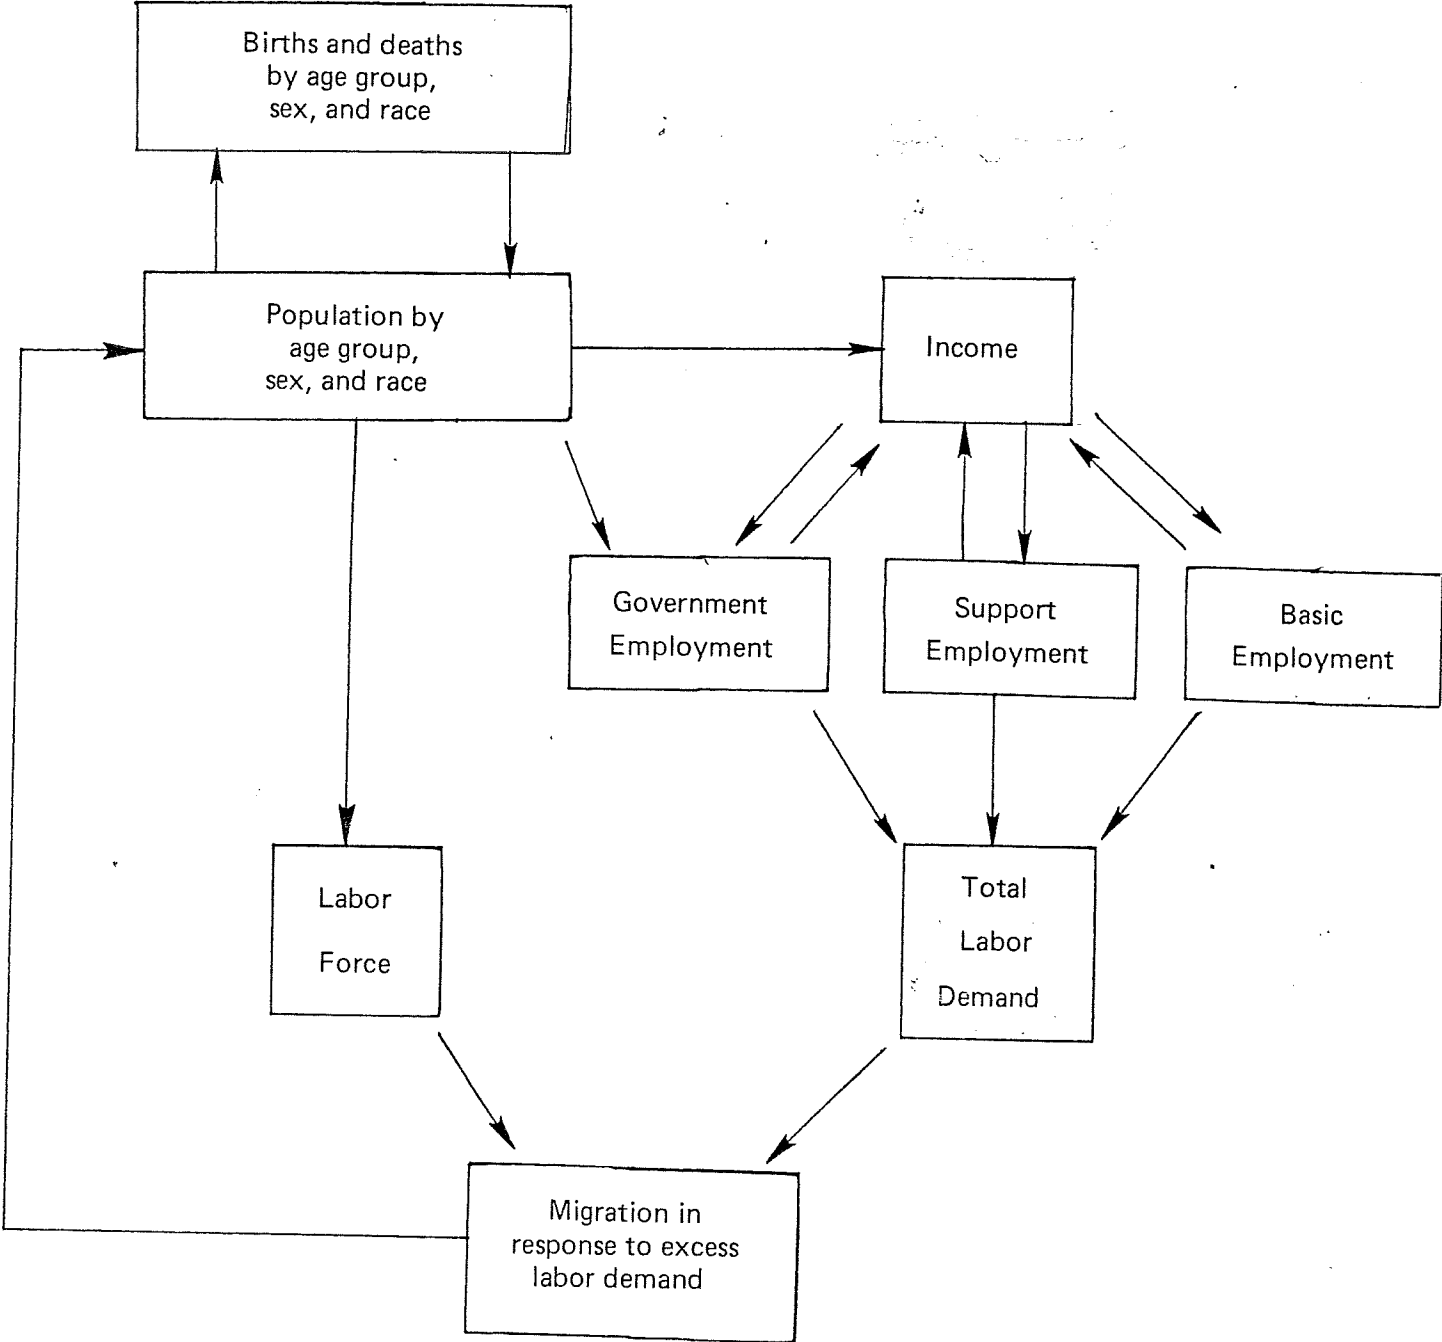 Births and deaths
by age group,
sex, and race
Population by
age group,
sex, and race
Income
Government
Employment
Support
Employment
Basic
Employment
Labor
Force
Total
Labor
Demand
Migration in
response to excess
labor demand